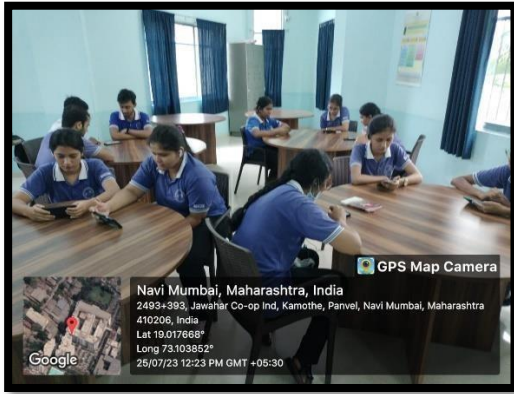 GPS Map Camera
Navi Mumbai, Maharashtra, India
2493+393, Jawahar Co-op Ind, Kamothe, Panvel, Navi Mumbai, Maharashtra
410206, India
Lat 19.017668°
Long 73.103852°
25/07/23 12:23 PM GMT +05:30
Google